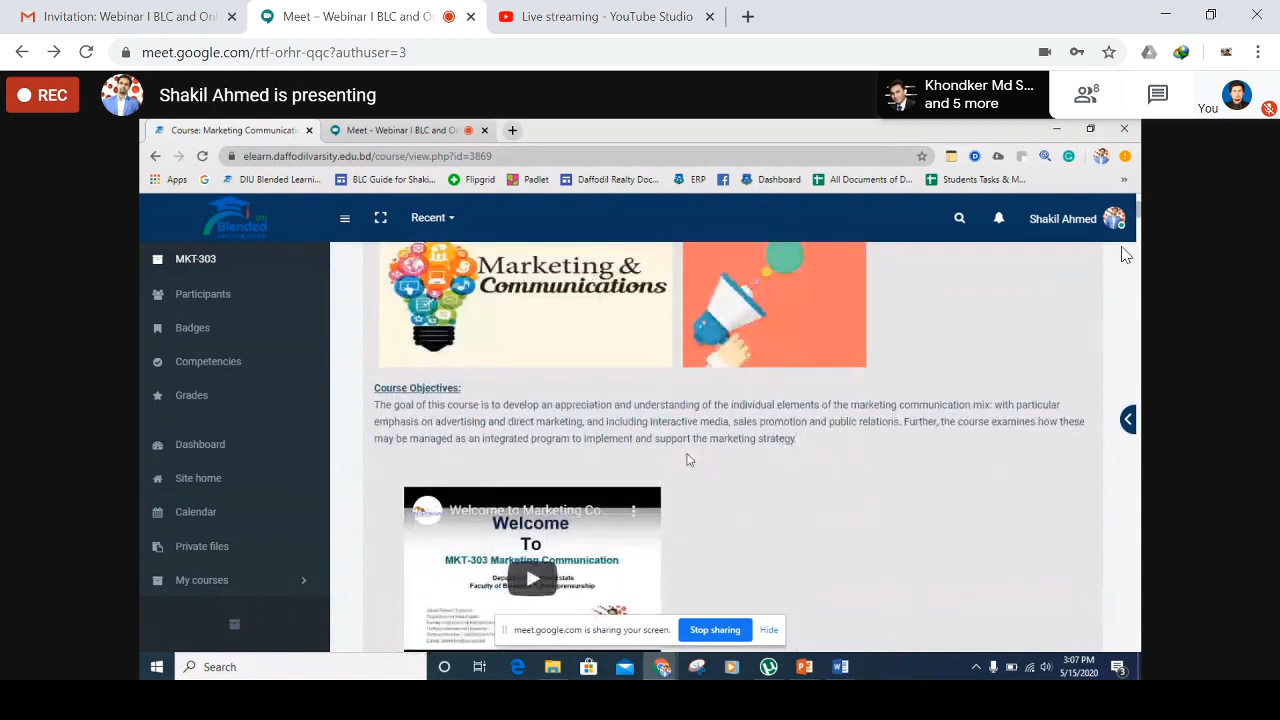 Invitation: Webinar I BLC and Onl
Meet – Webinar I BLC and O
Live streaming - YouTube Studio
meet.google.com/rtf-orhr-qqc?authuser=3
REC
Shakil Ahmed is presenting
Khondker Md S...
and 5 more
8
You
Course: Marketing Communicatio
Meet - Webinar I BLC and On
elearn.daffodilvarsity.edu.bd/course/view.php?id=3869
Apps
DIU Blended Learni...
BLC Guide for Shaki...
Flipgrid
Padlet
Daffodil Realty Doc...
ERP
Dashboard
All Documents of D...
Students Tasks & M...
»
DIU
Blended
Recent
Shakil Ahmed
MKT-303
Participants
Badges
Competencies
Grades
Dashboard
Site home
Calendar
Private files
My courses
Marketing &
Communications
Course Objectives:
The goal of this course is to develop an appreciation and understanding of the individual elements of the marketing communication mix: with particular
emphasis on advertising and direct marketing, and including interactive media, sales promotion and public relations. Further, the course examines how these
may be managed as an integrated program to implement and support the marketing strategy.
Welcome to Marketing Co...
Welcome
To
MKT-303 Marketing Communication
meet.google.com is sharing your screen.
Stop sharing
Hide
Search
3:07 PM
5/15/2020
3